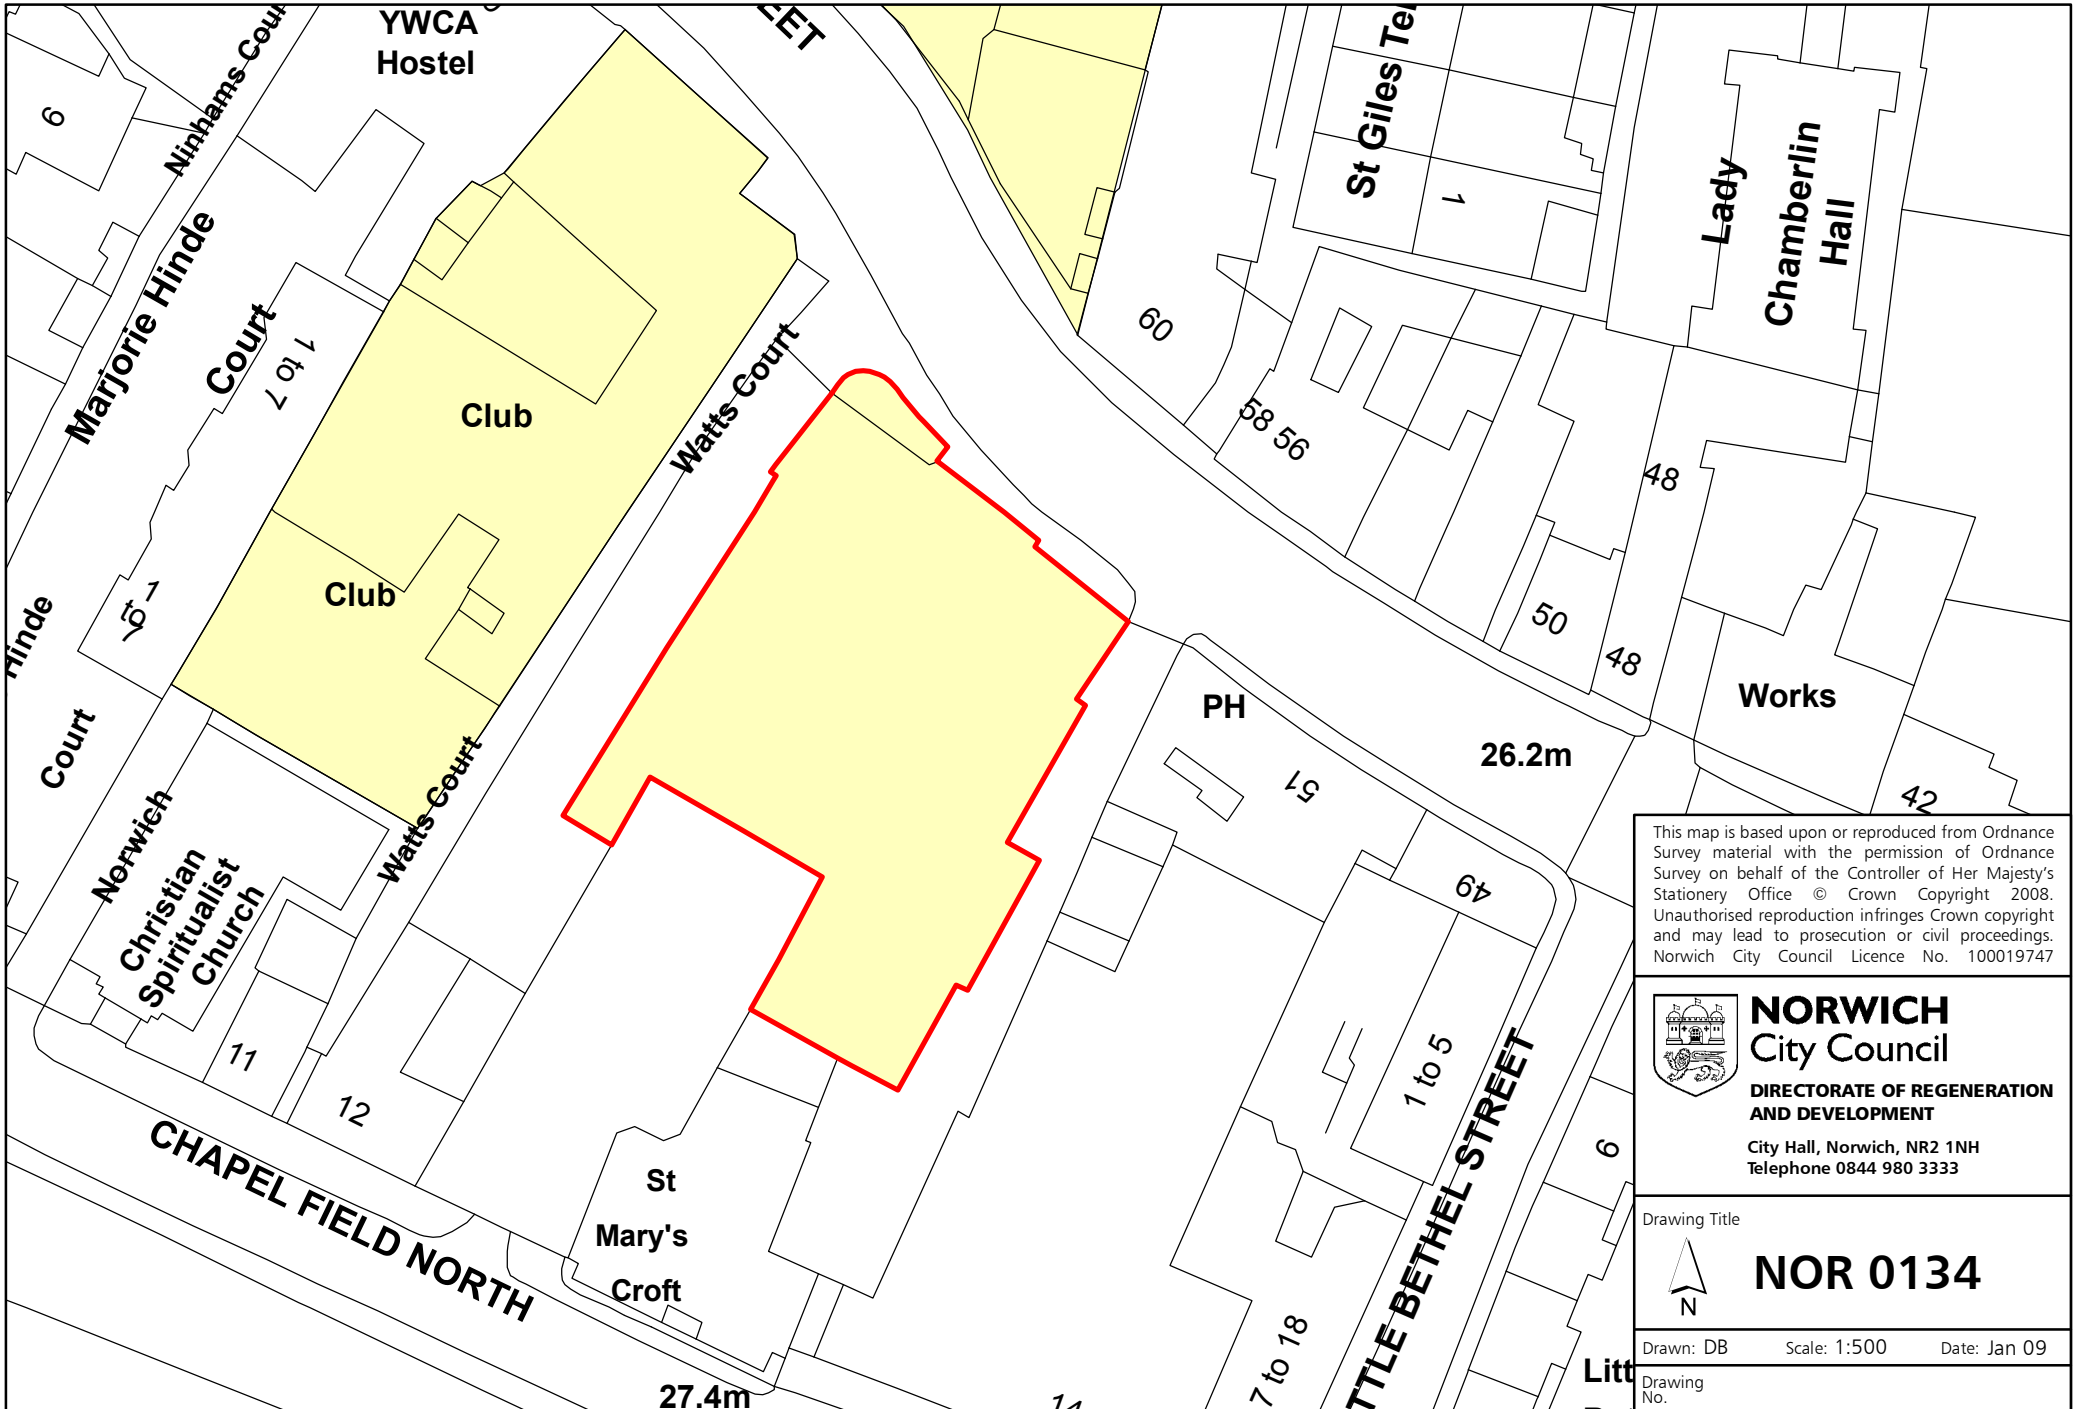 YWCA
Hostel
EET
St Giles Te
Ninhams Cour
9
1
Lady
Chamberlin
Hall
Marjorie Hinde
Court
1 to 7
60
Club
Watts Court
58 56
48
Club
1
to
7
Hinde
Court
50
48
PH
26.2m
Works
51
42
Norwich
Christian
Spiritualist
Church
Watts Court
49
11
12
1 to 5
9
CHAPEL FIELD NORTH
St
Mary's
Croft
TTLE BETHEL STREET
7 to 18
27.4m
14
Litt
This map is based upon or reproduced from Ordnance
Survey material with the permission of Ordnance
Survey on behalf of the Controller of Her Majesty's
Stationery Office © Crown Copyright 2008.
Unauthorised reproduction infringes Crown copyright
and may lead to prosecution or civil proceedings.
Norwich City Council Licence No. 100019747
NORWICH
City Council
DIRECTORATE OF REGENERATION
AND DEVELOPMENT
City Hall, Norwich, NR2 1NH
Telephone 0844 980 3333
Drawing Title
N
NOR 0134
Drawn: DB Scale: 1:500 Date: Jan 09
Drawing
No.